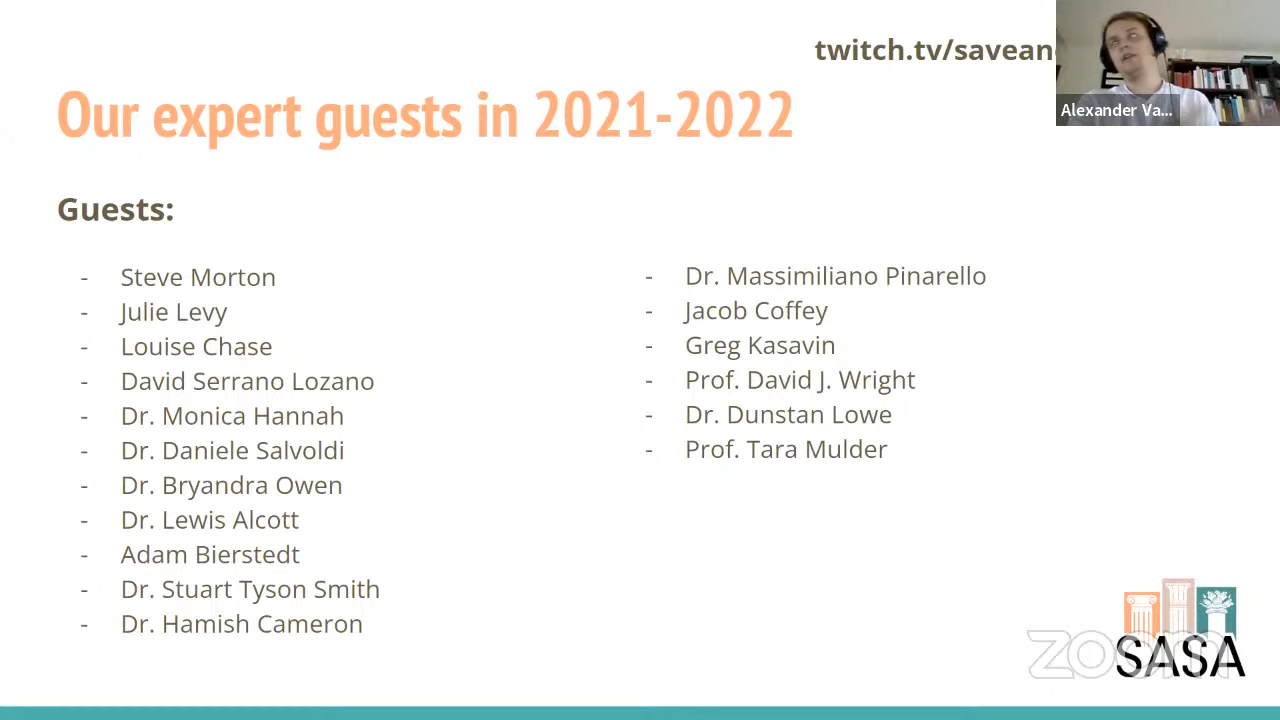 twitch.tv/savean
Our expert guests in 2021-2022
Alexander Va...
Guests:
- Steve Morton
- Julie Levy
- Louise Chase
- David Serrano Lozano
- Dr. Monica Hannah
- Dr. Daniele Salvoldi
- Dr. Bryandra Owen
- Dr. Lewis Alcott
- Adam Bierstedt
- Dr. Stuart Tyson Smith
- Dr. Hamish Cameron
- Dr. Massimiliano Pinarello
- Jacob Coffey
- Greg Kasavin
- Prof. David J. Wright
- Dr. Dunstan Lowe
- Prof. Tara Mulder
zoom
SASA